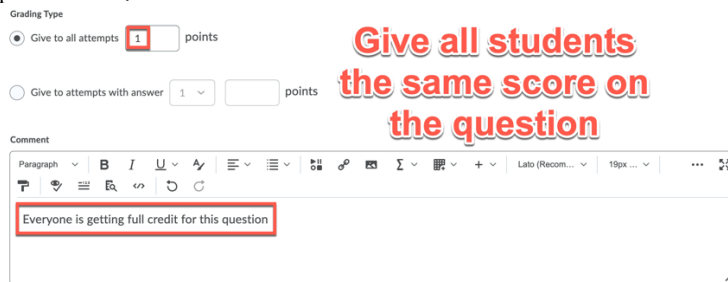 Grading Type
Give to all attempts 1 points
Give all students
the same score on
the question
Give to attempts with answer 1 points
Comment
Paragraph B I U Lato (Recom... 19px ...
Everyone is getting full credit for this question